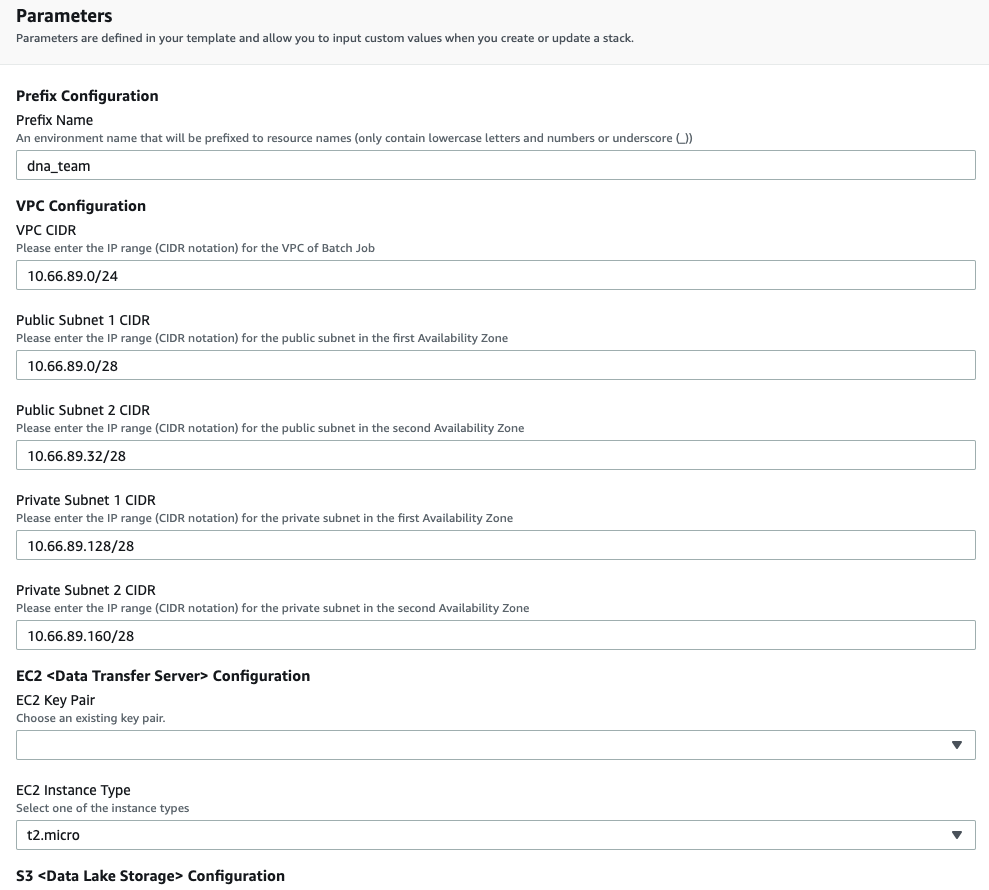 Parameters
Parameters are defined in your template and allow you to input custom values when you create or update a stack.
Prefix Configuration
Prefix Name
An environment name that will be prefixed to resource names (only contain lowercase letters and numbers or underscore (_))
dna_team
VPC Configuration
VPC CIDR
Please enter the IP range (CIDR notation) for the VPC of Batch Job
10.66.89.0/24
Public Subnet 1 CIDR
Please enter the IP range (CIDR notation) for the public subnet in the first Availability Zone
10.66.89.0/28
Public Subnet 2 CIDR
Please enter the IP range (CIDR notation) for the public subnet in the second Availability Zone
10.66.89.32/28
Private Subnet 1 CIDR
Please enter the IP range (CIDR notation) for the private subnet in the first Availability Zone
10.66.89.128/28
Private Subnet 2 CIDR
Please enter the IP range (CIDR notation) for the private subnet in the second Availability Zone
10.66.89.160/28
EC2 <Data Transfer Server> Configuration
EC2 Key Pair
Choose an existing key pair.
EC2 Instance Type
Select one of the instance types
t2.micro
S3 <Data Lake Storage> Configuration